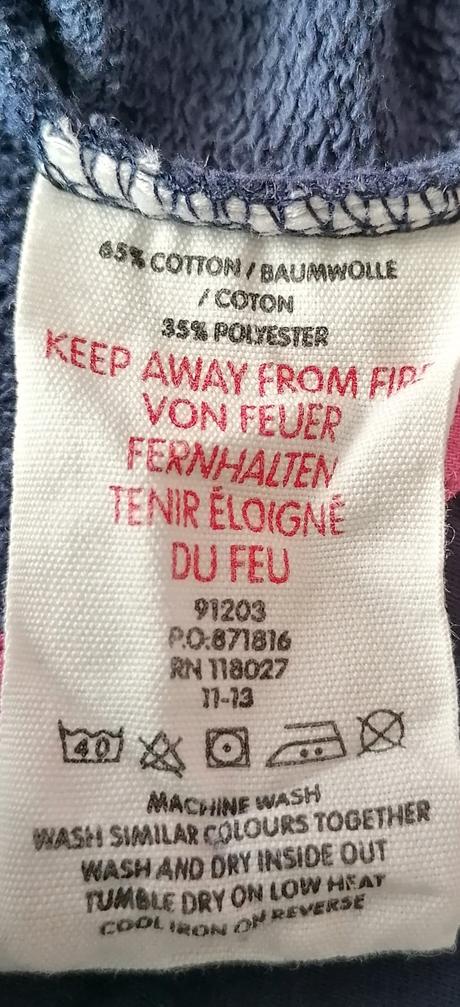 65% COTTON / BAUMWOLLE
/ COTON
35% POLYESTER
KEEP AWAY FROM FIRE
VON FEUER
FERNHALTEN
TENIR ÉLOIGNÉ
DU FEU
91203
P.O:871816
RN 118027
11-13
40
MACHINE WASH
WASH SIMILAR COLOURS TOGETHER
WASH AND DRY INSIDE OUT
TUMBLE DRY ON LOW HEAT
COOL IRON ON REVERSE